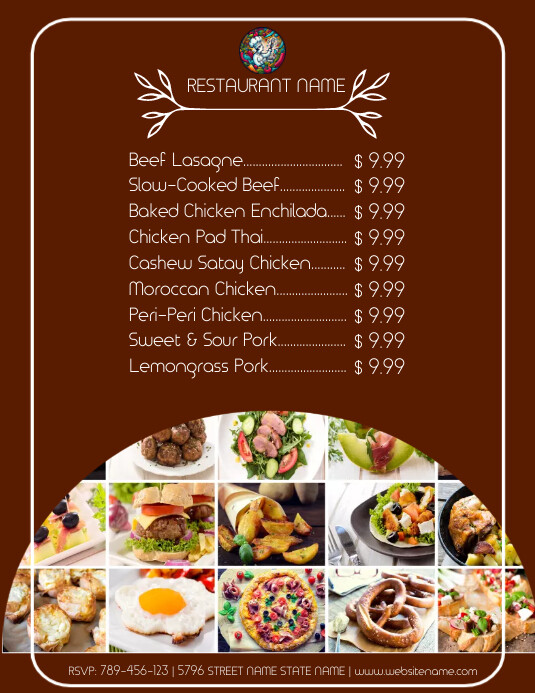 RESTAURANT NAME
Beef Lasagne............................... $ 9.99
Slow-Cooked Beef..................... $ 9.99
Baked Chicken Enchilada...... $ 9.99
Chicken Pad Thai.......................... $ 9.99
Cashew Satay Chicken........... $ 9.99
Moroccan Chicken....................... $ 9.99
Peri-Peri Chicken.......................... $ 9.99
Sweet & Sour Pork...................... $ 9.99
Lemongrass Pork........................ $ 9.99
RSVP: 789-456-123 | 5796 STREET NAME STATE NAME | www.websitename.com